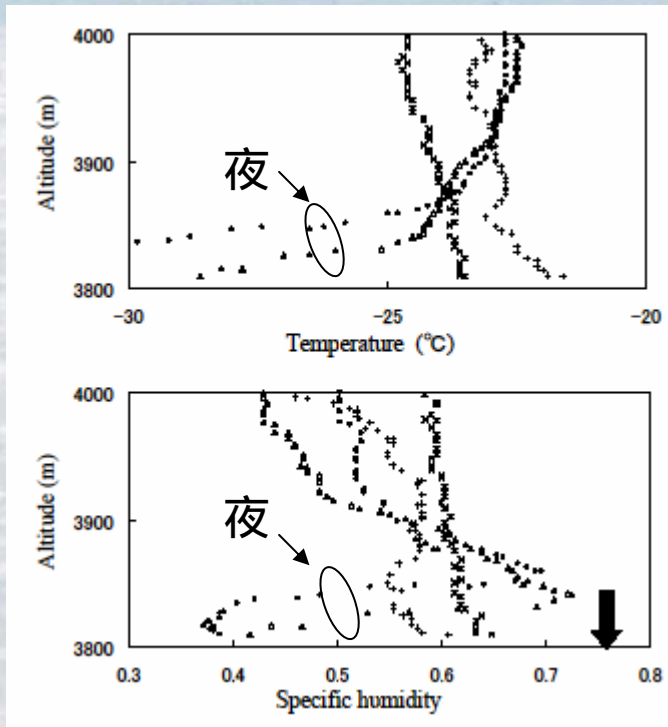 4000
3900
3800
Altitude (m)
夜
-30
-25
-20
Temperature (℃)
4000
3900
3800
Altitude (m)
夜
0.3
0.4
0.5
0.6
0.7
0.8
Specific humidity